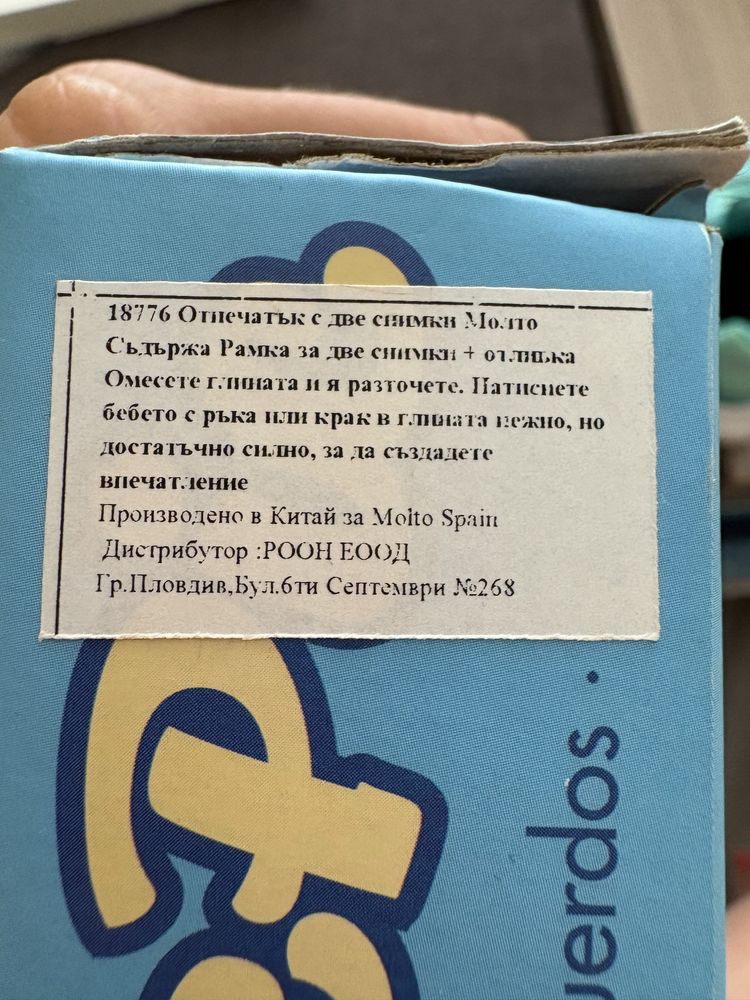 18776 Отпечатък с две снимки Молто
Съдържа Рамка за две снимки + отливка
Омесете глината и я разточете. Натиснете
бебето с ръка или крак в глината нежно, но
достатъчно силно, за да създадете
впечатление
Произведено в Китай за Molto Spain
Дистрибутор :РООН ЕООД
Гр.Пловдив,Бул.6ти Септември №268
uerdos ·